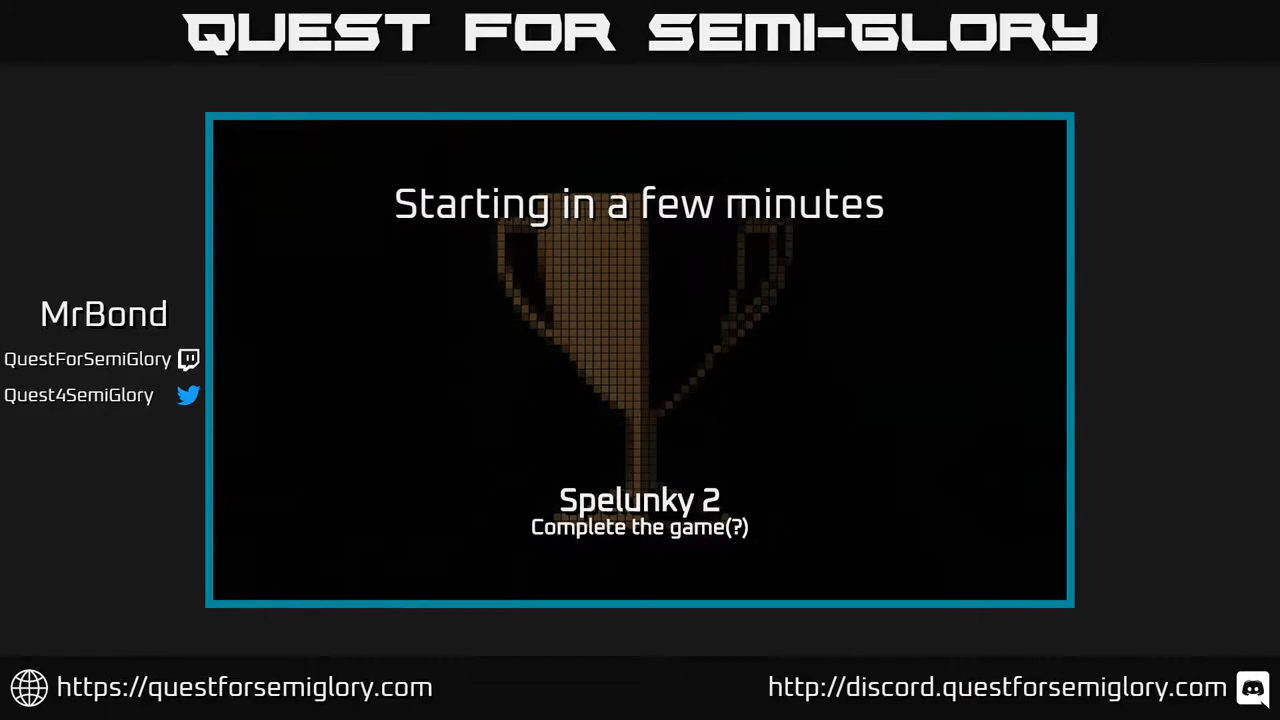 QUEST FOR SEMI-GLORY
Starting in a few minutes
MrBond
QuestForSemiGlory
Quest4SemiGlory
Spelunky 2
Complete the game(?)
https://questforsemiglory.com
http://discord.questforsemiglory.com